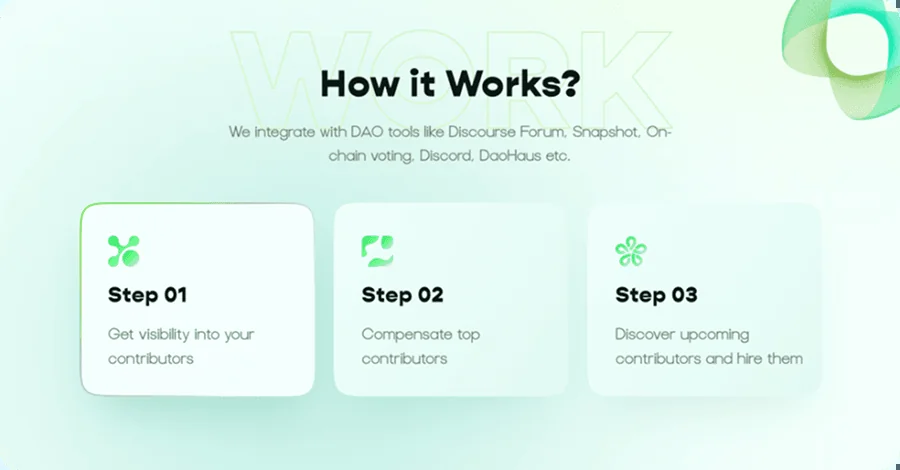 WORK
How it Works?
We integrate with DAO tools like Discourse Forum, Snapshot, On-
chain voting, Discord, DaoHaus etc.
Step 01
Get visibility into your
contributors
Step 02
Compensate top
contributors
Step 03
Discover upcoming
contributors and hire them